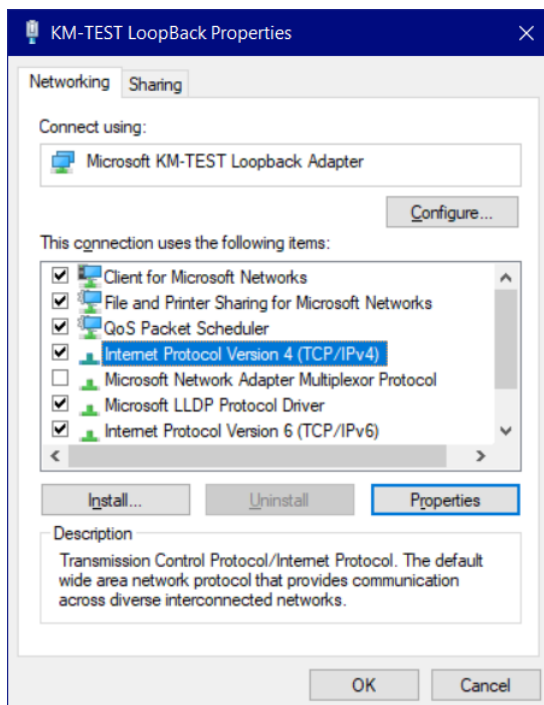 KM-TEST LoopBack Properties
Networking
Sharing
Connect using:
Microsoft KM-TEST Loopback Adapter
Configure...
This connection uses the following items:
Client for Microsoft Networks
File and Printer Sharing for Microsoft Networks
QoS Packet Scheduler
Internet Protocol Version 4 (TCP/IPv4)
Microsoft Network Adapter Multiplexor Protocol
Microsoft LLDP Protocol Driver
Internet Protocol Version 6 (TCP/IPv6)
Install...
Uninstall
Properties
Description
Transmission Control Protocol/Internet Protocol. The default
wide area network protocol that provides communication
across diverse interconnected networks.
OK
Cancel